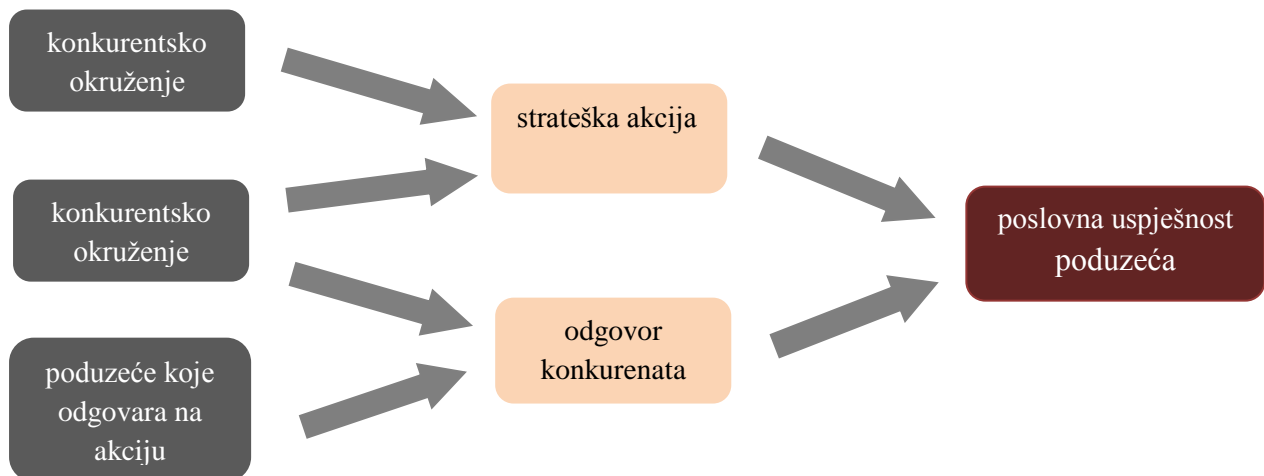 konkurentsko
okruženje
strateška akcija
konkurentsko
okruženje
poslovna uspješnost
poduzeća
odgovor
konkurenata
poduzeće koje
odgovara na
akciju